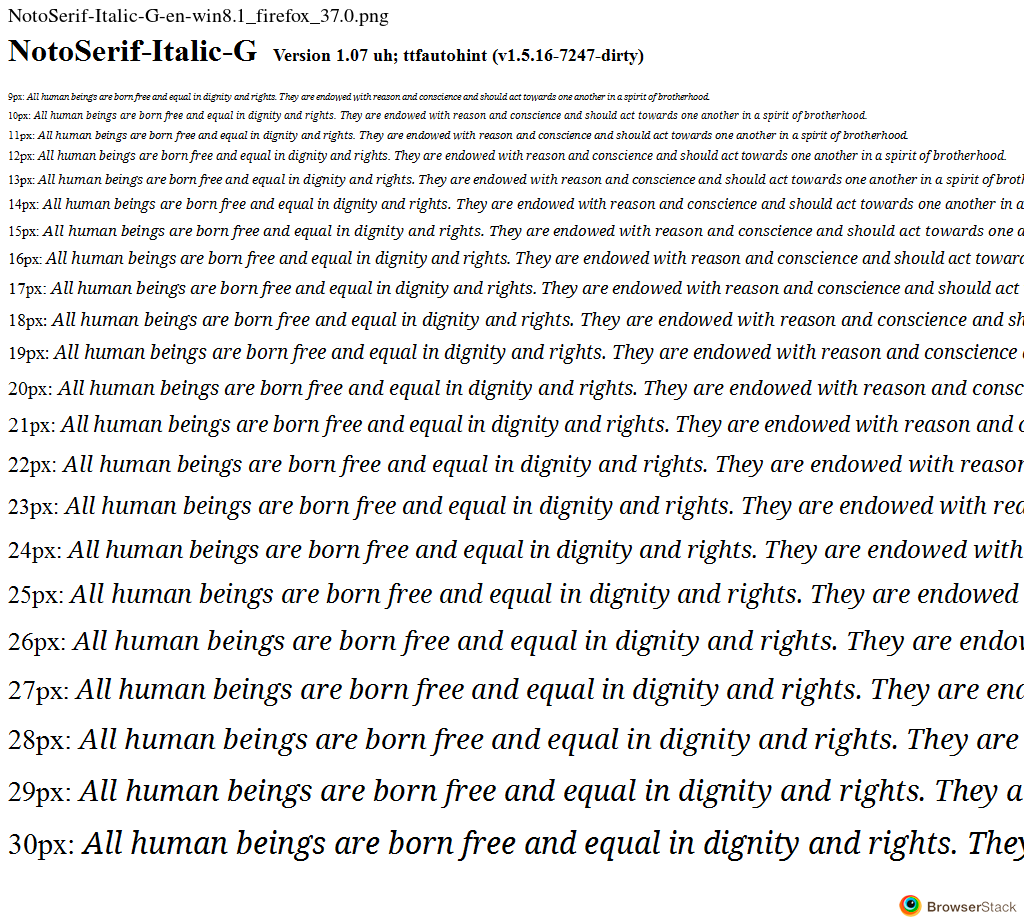 NotoSerif-Italic-G-en-win8.1_firefox_37.0.png
NotoSerif-Italic-G Version 1.07 uh; ttfautohint (v1.5.16-7247-dirty)
9px: All human beings are born free and equal in dignity and rights. They are endowed with reason and conscience and should act towards one another in a spirit of brotherhood.
10px: All human beings are born free and equal in dignity and rights. They are endowed with reason and conscience and should act towards one another in a spirit of brotherhood.
11px: All human beings are born free and equal in dignity and rights. They are endowed with reason and conscience and should act towards one another in a spirit of brotherhood.
12px: All human beings are born free and equal in dignity and rights. They are endowed with reason and conscience and should act towards one another in a spirit of brotherhood.
13px: All human beings are born free and equal in dignity and rights. They are endowed with reason and conscience and should act towards one another in a spirit of broth
14px: All human beings are born free and equal in dignity and rights. They are endowed with reason and conscience and should act towards one another in a
15px: All human beings are born free and equal in dignity and rights. They are endowed with reason and conscience and should act towards one a
16px: All human beings are born free and equal in dignity and rights. They are endowed with reason and conscience and should act toward
17px: All human beings are born free and equal in dignity and rights. They are endowed with reason and conscience and should act
18px: All human beings are born free and equal in dignity and rights. They are endowed with reason and conscience and sh
19px: All human beings are born free and equal in dignity and rights. They are endowed with reason and conscience
20px: All human beings are born free and equal in dignity and rights. They are endowed with reason and consc
21px: All human beings are born free and equal in dignity and rights. They are endowed with reason and c
22px: All human beings are born free and equal in dignity and rights. They are endowed with reason
23px: All human beings are born free and equal in dignity and rights. They are endowed with rea
24px: All human beings are born free and equal in dignity and rights. They are endowed with
25px: All human beings are born free and equal in dignity and rights. They are endowed
26px: All human beings are born free and equal in dignity and rights. They are endow
27px: All human beings are born free and equal in dignity and rights. They are end
28px: All human beings are born free and equal in dignity and rights. They are
29px: All human beings are born free and equal in dignity and rights. They a
30px: All human beings are born free and equal in dignity and rights. They
BrowserStack